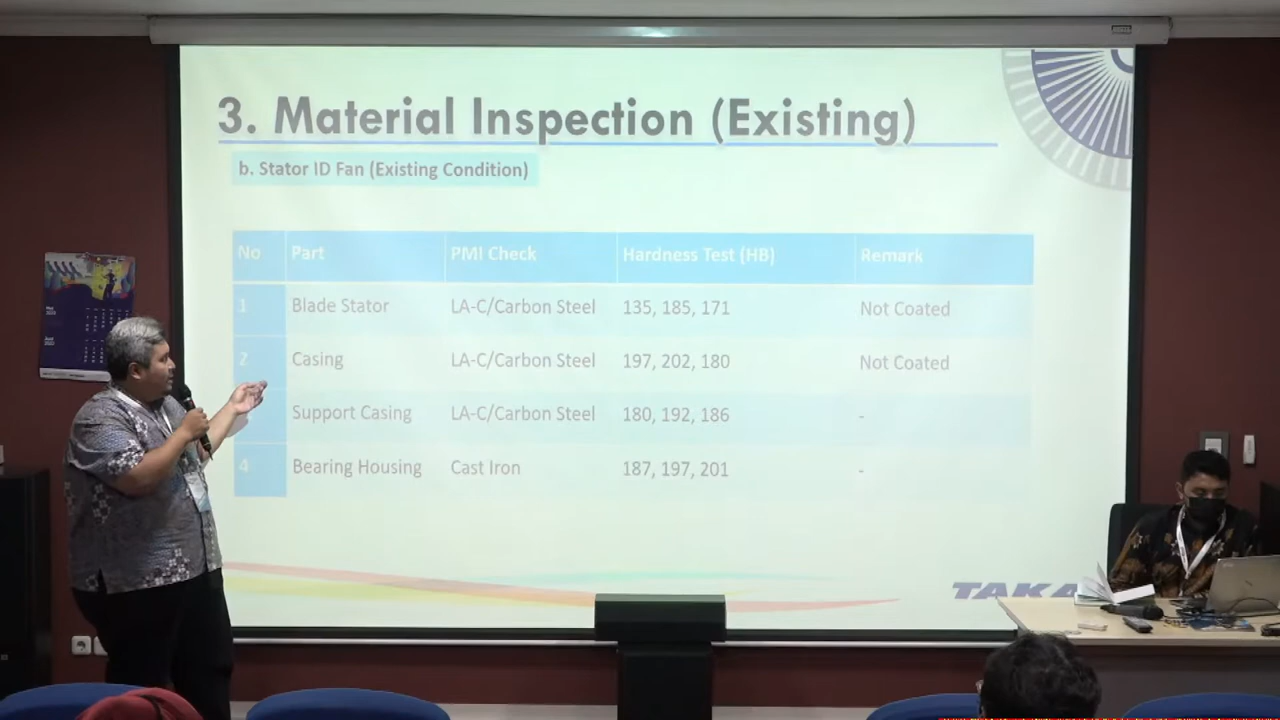 3. Material Inspection (Existing)
b. Stator ID Fan (Existing Condition)
No Part PMI Check Hardness Test (HB) Remark
1 Blade Stator LA-C/Carbon Steel 135, 185, 171 Not Coated
2 Casing LA-C/Carbon Steel 197, 202, 180 Not Coated
Support Casing LA-C/Carbon Steel 180, 192, 186 -
4 Bearing Housing Cast Iron 187, 197, 201 -
TAKA